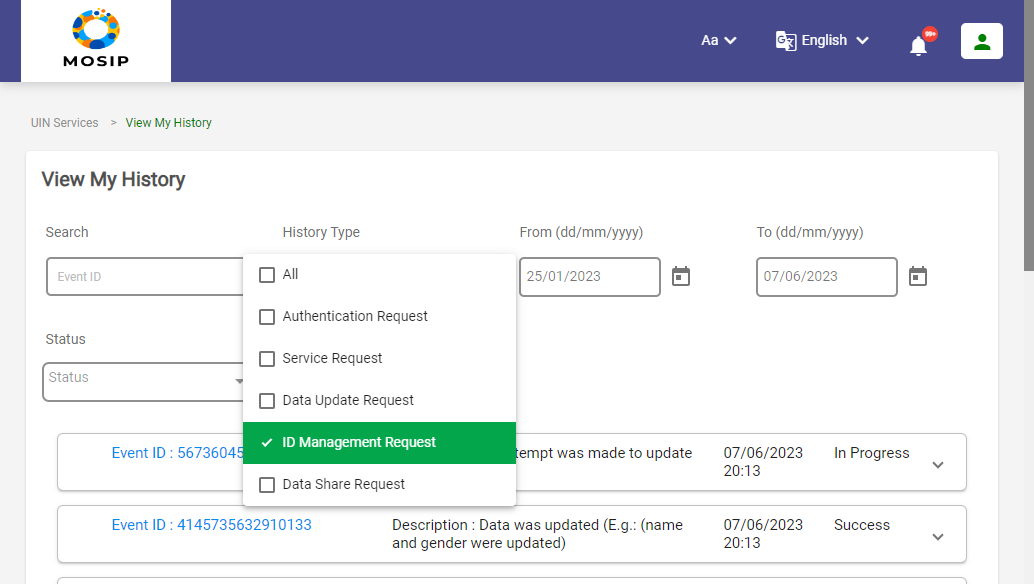 MOSIP
Aa
English
99+
UIN Services > View My History
View My History
Search
History Type
From (dd/mm/yyyy)
To (dd/mm/yyyy)
Event ID
25/01/2023
07/06/2023
All
Authentication Request
Service Request
Data Update Request
ID Management Request
Data Share Request
Status
Status
Event ID : 56736045
was made to update
07/06/2023
20:13
In Progress
Event ID : 4145735632910133
Description : Data was updated (E.g.: (name
and gender were updated)
07/06/2023
20:13
Success